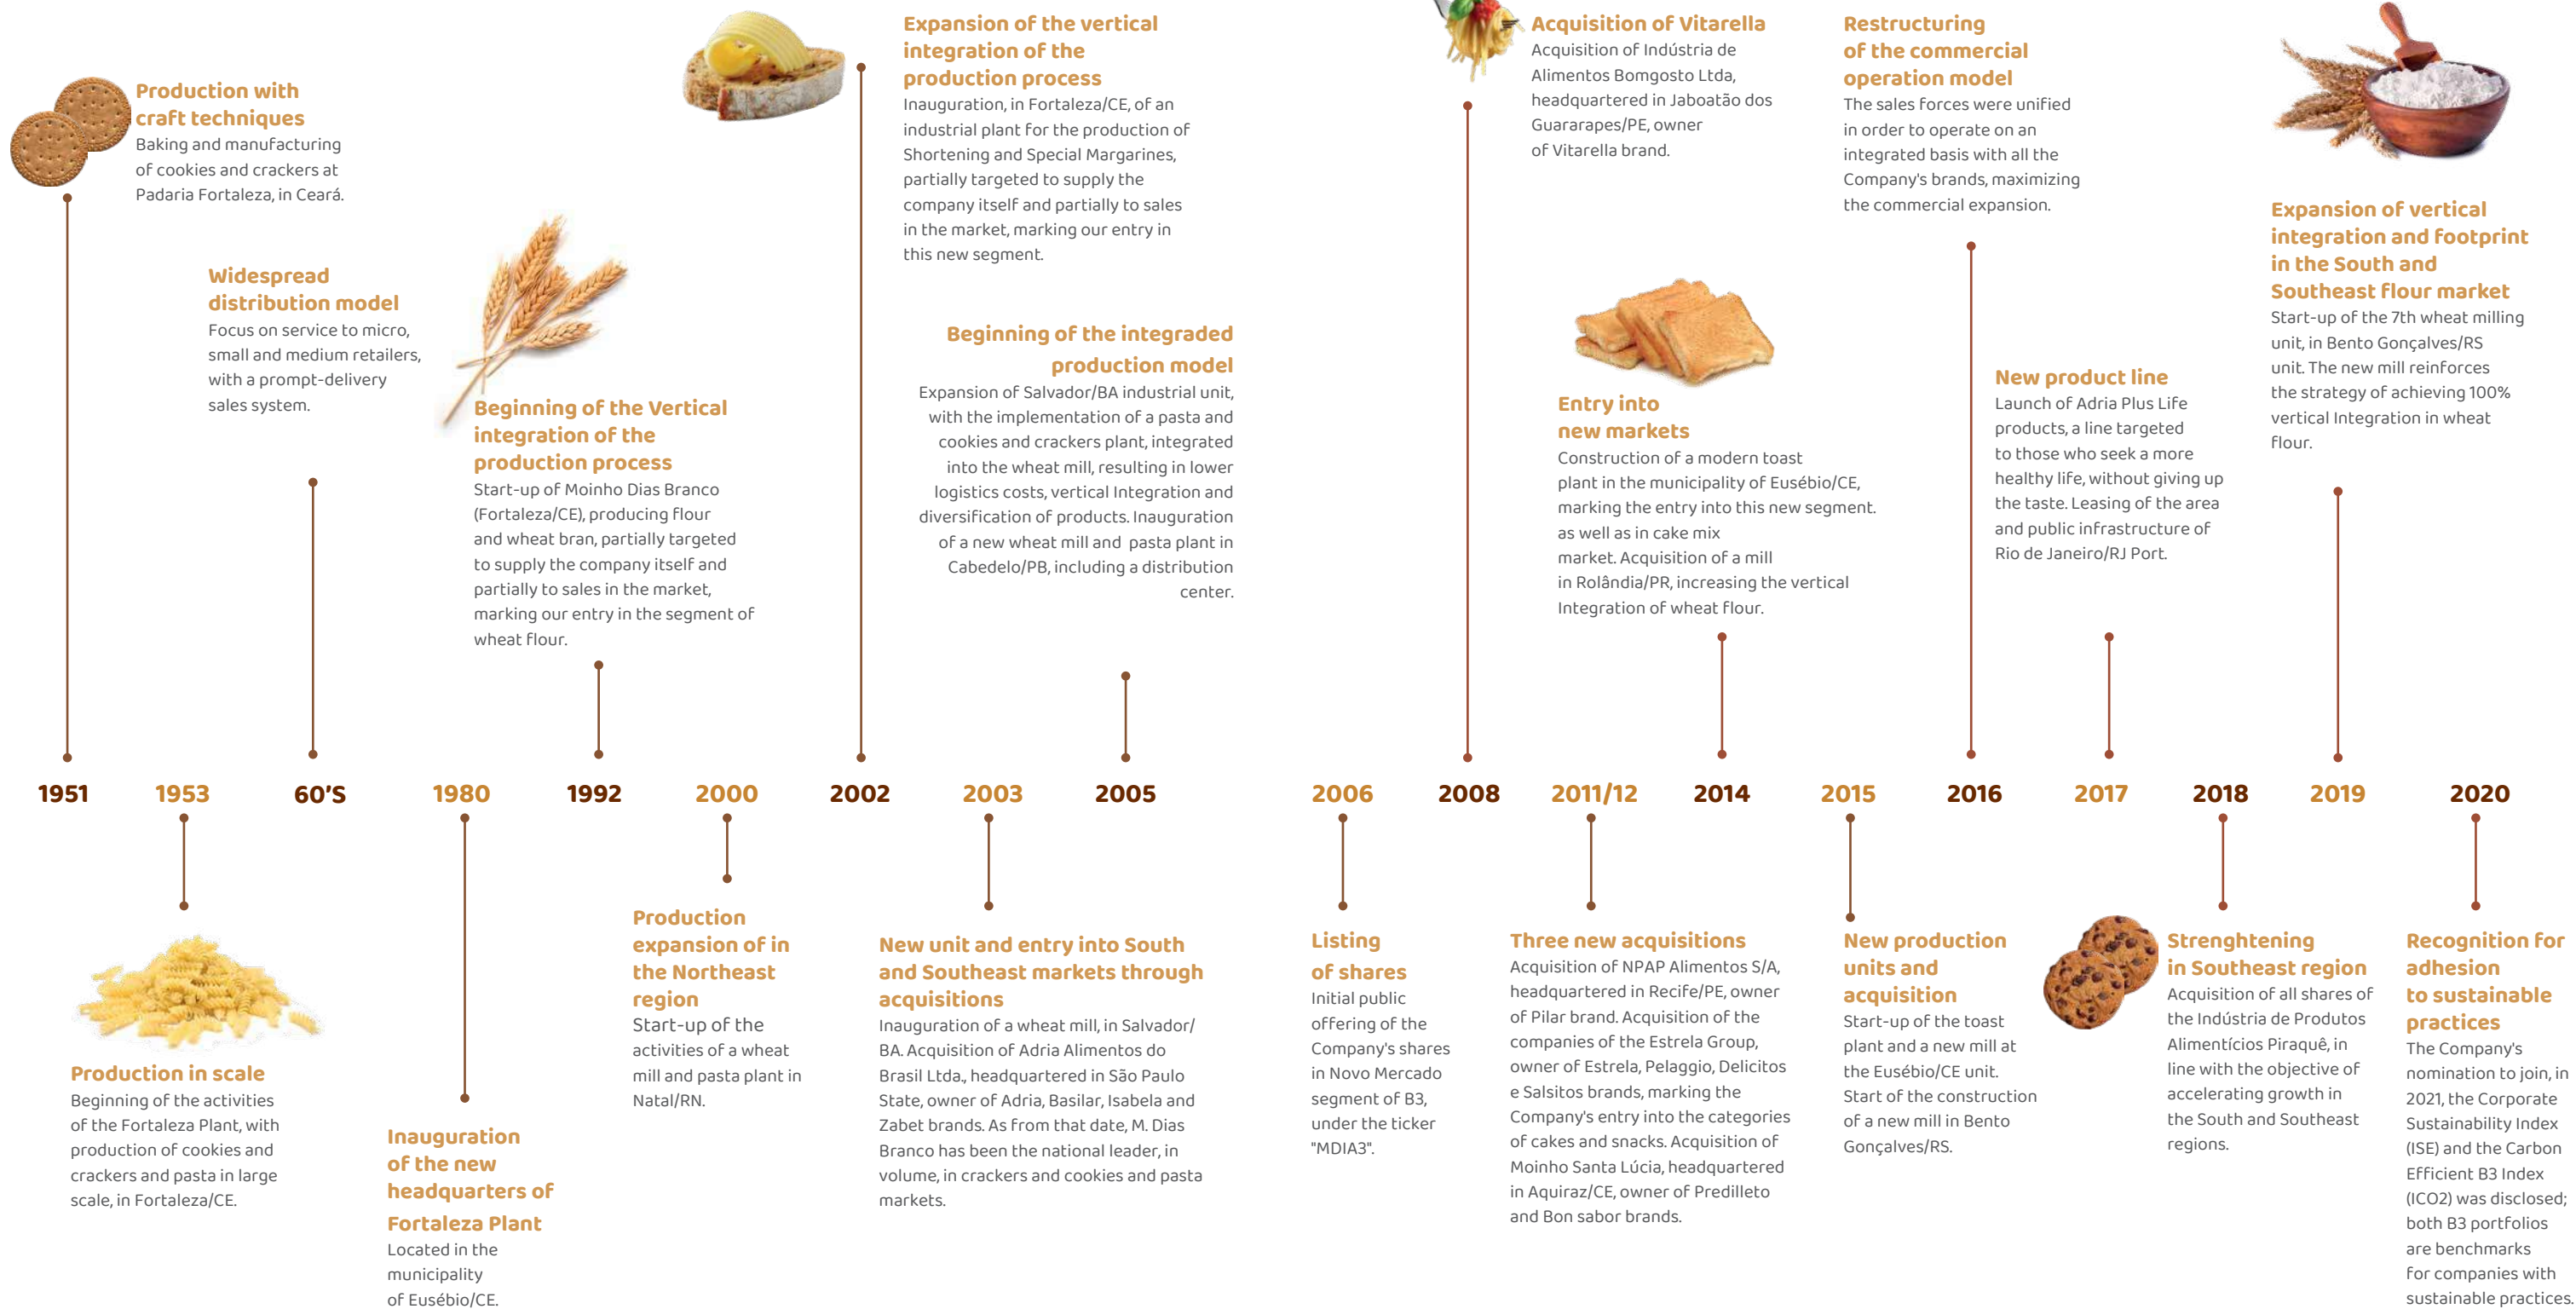 Production with
craft techniques
Baking and manufacturing
of cookies and crackers at
Padaria Fortaleza, in Ceará.
Widespread
distribution model
Focus on service to micro,
small and medium retailers,
with a prompt-delivery
sales system.
Beginning of the Vertical
integration of the
production process
Start-up of Moinho Dias Branco
(Fortaleza/CE), producing flour
and wheat bran, partially targeted
to supply the company itself and
partially to sales in the market,
marking our entry in the segment of
wheat flour.
Expansion of the vertical
integration of the
production process
Inauguration, in Fortaleza/CE, of an
industrial plant for the production of
Shortening and Special Margarines,
partially targeted to supply the
company itself and partially to sales
in the market, marking our entry in
this new segment.
Beginning of the integraded
production model
Expansion of Salvador/BA industrial unit,
with the implementation of a pasta and
cookies and crackers plant, integrated
into the wheat mill, resulting in lower
logistics costs, vertical Integration and
diversification of products. Inauguration
of a new wheat mill and pasta plant in
Cabedelo/PB, including a distribution
center.
Acquisition of Vitarella
Acquisition of Indústria de
Alimentos Bomgosto Ltda,
headquartered in Jaboatão dos
Guararapes/PE, owner
of Vitarella brand.
Entry into
new markets
Construction of a modern toast
plant in the municipality of Eusébio/CE,
marking the entry into this new segment.
as well as in cake mix
market. Acquisition of a mill
in Rolândia/PR, increasing the vertical
Integration of wheat flour.
Restructuring
of the commercial
operation model
The sales forces were unified
in order to operate on an
integrated basis with all the
Company's brands, maximizing
the commercial expansion.
New product line
Launch of Adria Plus Life
products, a line targeted
to those who seek a more
healthy life, without giving up
the taste. Leasing of the area
and public infrastructure of
Rio de Janeiro/RJ Port.
Expansion of vertical
integration and footprint
in the South and
Southeast flour market
Start-up of the 7th wheat milling
unit, in Bento Gonçalves/RS
unit. The new mill reinforces
the strategy of achieving 100%
vertical Integration in wheat
flour.
1951 1953 60'S 1980 1992 2000 2002 2003 2005 2006 2008 2011/12 2014 2015 2016 2017 2018 2019 2020
Production in scale
Beginning of the activities
of the Fortaleza Plant, with
production of cookies and
crackers and pasta in large
scale, in Fortaleza/CE.
Inauguration
of the new
headquarters of
Fortaleza Plant
Located in the
municipality
of Eusébio/CE.
Production
expansion of in
the Northeast
region
Start-up of the
activities of a wheat
mill and pasta plant in
Natal/RN.
New unit and entry into South
and Southeast markets through
acquisitions
Inauguration of a wheat mill, in Salvador/
BA. Acquisition of Adria Alimentos do
Brasil Ltda., headquartered in São Paulo
State, owner of Adria, Basilar, Isabela and
Zabet brands. As from that date, M. Dias
Branco has been the national leader, in
volume, in crackers and cookies and pasta
markets.
Listing
of shares
Initial public
offering of the
Company's shares
in Novo Mercado
segment of B3,
under the ticker
"MDIA3".
Three new acquisitions
Acquisition of NPAP Alimentos S/A,
headquartered in Recife/PE, owner
of Pilar brand. Acquisition of the
companies of the Estrela Group,
owner of Estrela, Pelaggio, Delicitos
e Salsitos brands, marking the
Company's entry into the categories
of cakes and snacks. Acquisition of
Moinho Santa Lúcia, headquartered
in Aquiraz/CE, owner of Predilleto
and Bon sabor brands.
New production
units and
acquisition
Start-up of the toast
plant and a new mill at
the Eusébio/CE unit.
Start of the construction
of a new mill in Bento
Gonçalves/RS.
Strenghtening
in Southeast region
Acquisition of all shares of
the Indústria de Produtos
Alimentícios Piraquê, in
line with the objective of
accelerating growth in
the South and Southeast
regions.
Recognition for
adhesion
to sustainable
practices
The Company's
nomination to join, in
2021, the Corporate
Sustainability Index
(ISE) and the Carbon
Efficient B3 Index
(ICO2) was disclosed;
both B3 portfolios
are benchmarks
for companies with
sustainable practices.